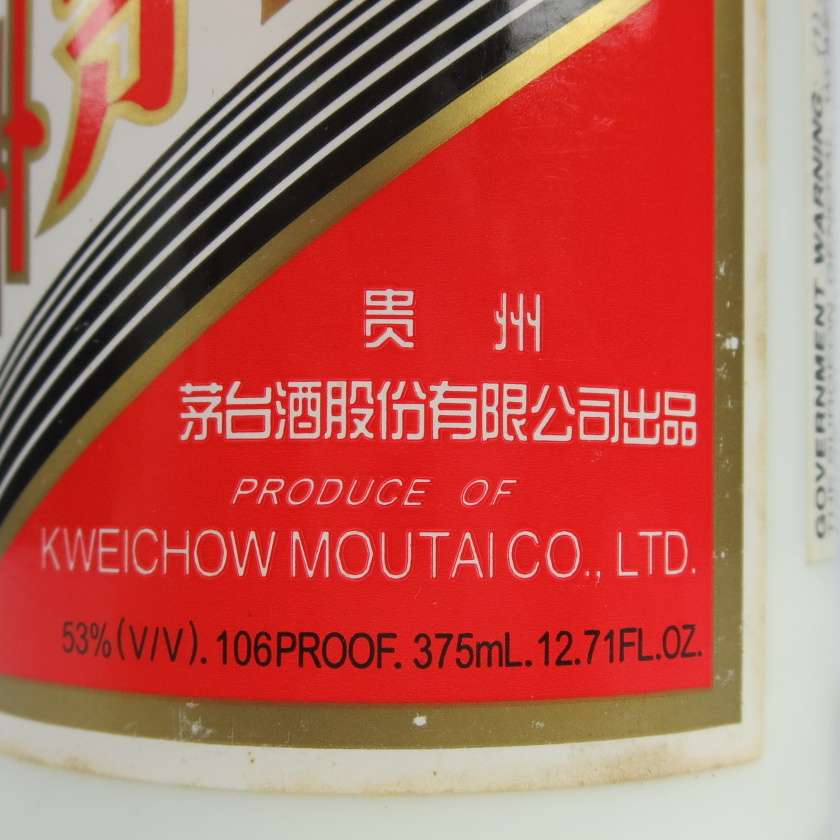 贵 州
茅台酒股份有限公司出品
PRODUCE OF
KWEICHOW MOUTAI CO., LTD.
53%(V/V). 106PROOF. 375mL. 12.71FL.OZ.
GOVERNMENT WARNING: